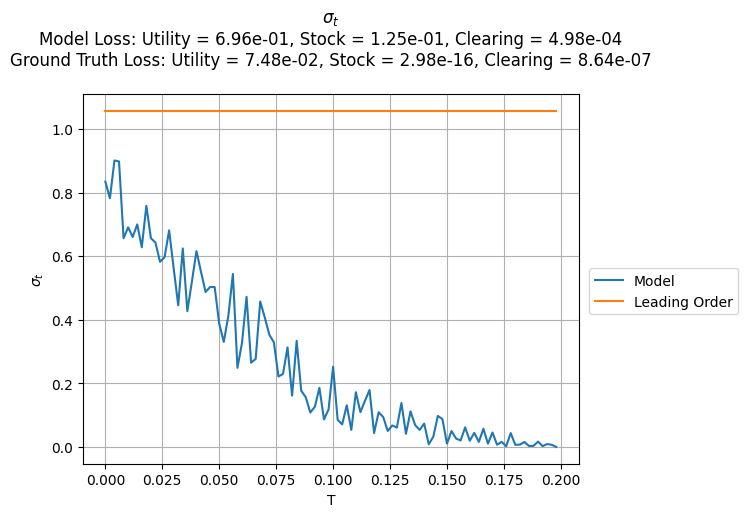 σt
Model Loss: Utility = 6.96e-01, Stock = 1.25e-01, Clearing = 4.98e-04
Ground Truth Loss: Utility = 7.48e-02, Stock = 2.98e-16, Clearing = 8.64e-07
1.0
0.8
0.6
0.4
0.2
0.0
σt
0.000 0.025 0.050 0.075 0.100 0.125 0.150 0.175 0.200
T
Model
Leading Order